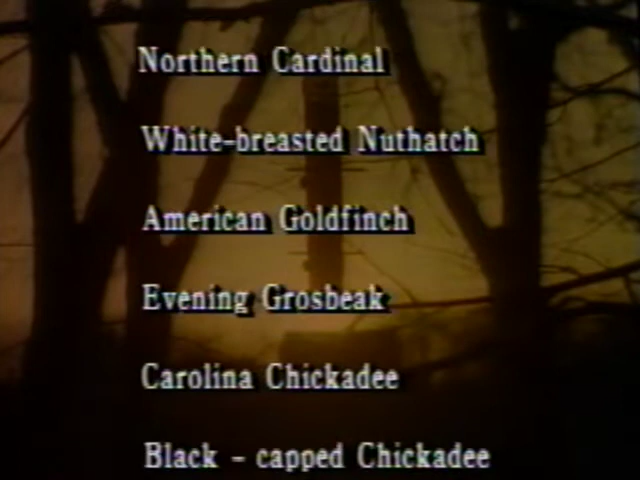 Northern Cardinal
White-breasted Nuthatch
American Goldfinch
Evening Grosbeak
Carolina Chickadee
Black - capped Chickadee